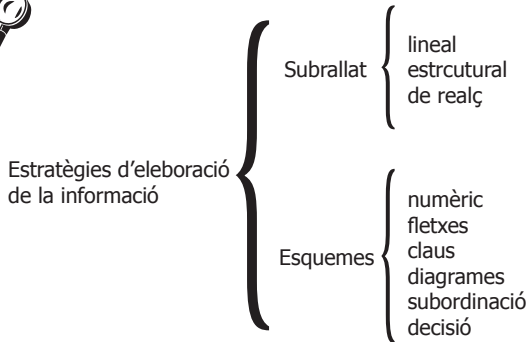 Subrallat
lineal
estrcutural
de realç
Estratègies d’eleboració
de la informació
Esquemes
numèric
fletxes
claus
diagrames
subordinació
decisió